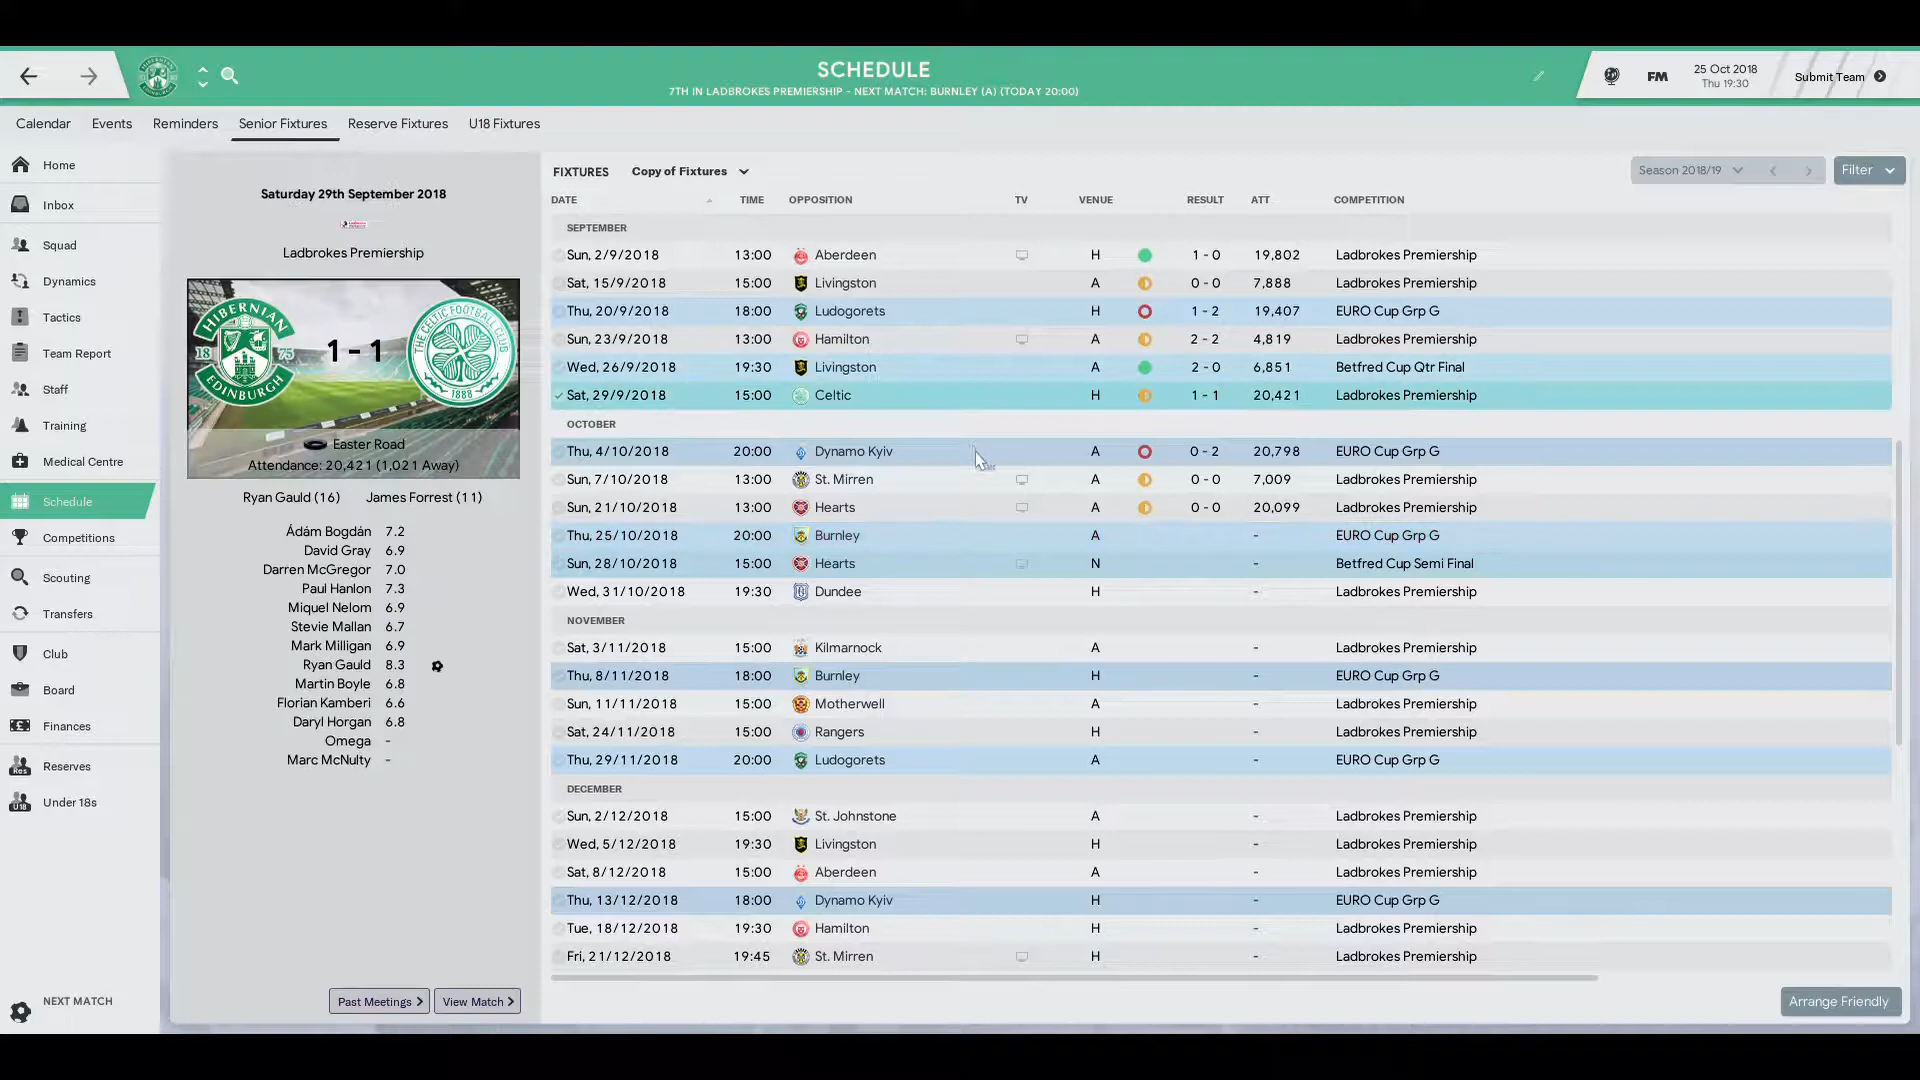 SCHEDULE
7TH IN LADBROKES PREMIERSHIP - NEXT MATCH: BURNLEY (A) (TODAY 20:00)
FM
25 Oct 2018
Thu 19:30
Submit Team
Calendar Events Reminders Senior Fixtures Reserve Fixtures U18 Fixtures
Home
Inbox
Squad
Dynamics
Tactics
Team Report
Staff
Training
Medical Centre
Schedule
Competitions
Scouting
Transfers
Club
Board
Finances
Reserves
Under 18s
NEXT MATCH
Saturday 29th September 2018
Ladbrokes Premiership
HIBERNIAN
18 75
EDINBURGH
1 - 1
THE CELTIC FOOTBALL CLUB
1888
Easter Road
Attendance: 20,421 (1,021 Away)
Ryan Gauld (16) James Forrest (11)
Ádám Bogdán 7.2
David Gray 6.9
Darren McGregor 7.0
Paul Hanlon 7.3
Miquel Nelom 6.9
Stevie Mallan 6.7
Mark Milligan 6.9
Ryan Gauld 8.3
Martin Boyle 6.8
Florian Kamberi 6.6
Daryl Horgan 6.8
Omega -
Marc McNulty -
Past Meetings View Match
FIXTURES Copy of Fixtures Season 2018/19 Filter
DATE TIME OPPOSITION TV VENUE RESULT ATT COMPETITION
SEPTEMBER
Sun, 2/9/2018 13:00 Aberdeen H 1 - 0 19,802 Ladbrokes Premiership
Sat, 15/9/2018 15:00 Livingston A 0 - 0 7,888 Ladbrokes Premiership
Thu, 20/9/2018 18:00 Ludogorets H 1 - 2 19,407 EURO Cup Grp G
Sun, 23/9/2018 13:00 Hamilton A 2 - 2 4,819 Ladbrokes Premiership
Wed, 26/9/2018 19:30 Livingston A 2 - 0 6,851 Betfred Cup Qtr Final
Sat, 29/9/2018 15:00 Celtic H 1 - 1 20,421 Ladbrokes Premiership
OCTOBER
Thu, 4/10/2018 20:00 Dynamo Kyiv A 0 - 2 20,798 EURO Cup Grp G
Sun, 7/10/2018 13:00 St. Mirren A 0 - 0 7,009 Ladbrokes Premiership
Sun, 21/10/2018 13:00 Hearts A 0 - 0 20,099 Ladbrokes Premiership
Thu, 25/10/2018 20:00 Burnley A - EURO Cup Grp G
Sun, 28/10/2018 15:00 Hearts N - Betfred Cup Semi Final
Wed, 31/10/2018 19:30 Dundee H - Ladbrokes Premiership
NOVEMBER
Sat, 3/11/2018 15:00 Kilmarnock A - Ladbrokes Premiership
Thu, 8/11/2018 18:00 Burnley H - EURO Cup Grp G
Sun, 11/11/2018 15:00 Motherwell A - Ladbrokes Premiership
Sat, 24/11/2018 15:00 Rangers H - Ladbrokes Premiership
Thu, 29/11/2018 20:00 Ludogorets A - EURO Cup Grp G
DECEMBER
Sun, 2/12/2018 15:00 St. Johnstone A - Ladbrokes Premiership
Wed, 5/12/2018 19:30 Livingston H - Ladbrokes Premiership
Sat, 8/12/2018 15:00 Aberdeen A - Ladbrokes Premiership
Thu, 13/12/2018 18:00 Dynamo Kyiv H - EURO Cup Grp G
Tue, 18/12/2018 19:30 Hamilton H - Ladbrokes Premiership
Fri, 21/12/2018 19:45 St. Mirren H - Ladbrokes Premiership
Arrange Friendly